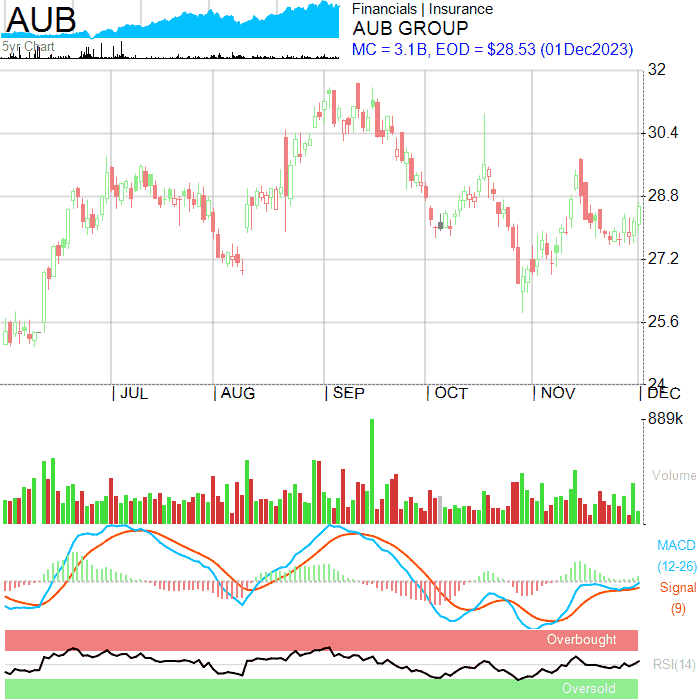 AUB
5yr Chart
Financials | Insurance
AUB GROUP
MC = 3.1B, EOD = $28.53 (01Dec2023)
32
30.4
28.8
27.2
25.6
24
| JUL | AUG | SEP | OCT | NOV | DEC
889k
Volume
MACD
(12-26)
Signal
(9)
Overbought
RSI(14)
Oversold